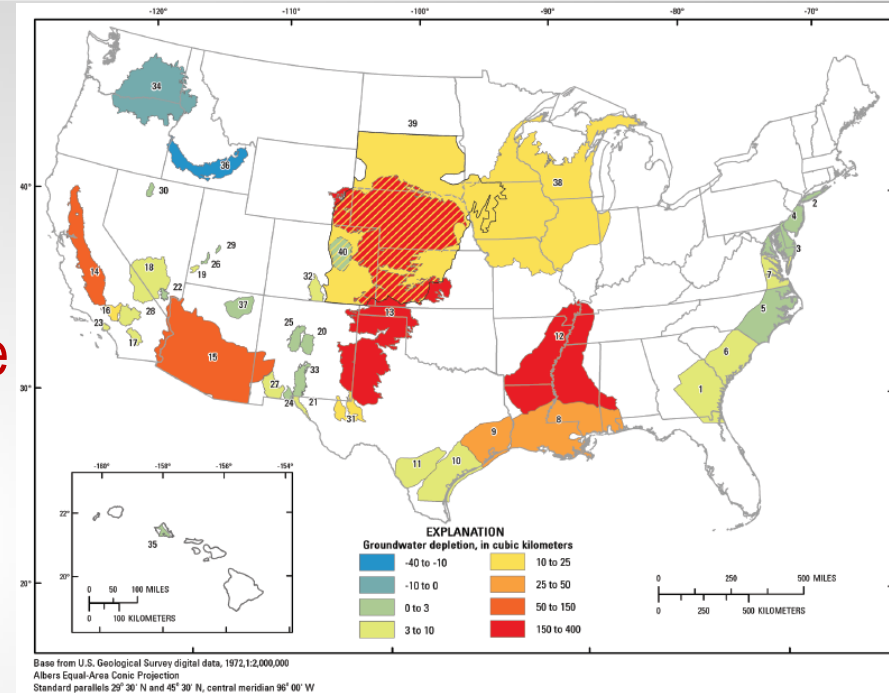 -120° -110° -100° -90° -80° -70°
34
39
36
38
40°
30
2
4
3
29
26
19
18
40
32
14
22
37
7
5
16
28
23
17
13
12
25
20
15
6
33
27
1
30°
24
21
31
9
8
11
10
-160° -158° -156° -154°
22°
35
20°
0 50 100 MILES
0 100 KILOMETERS
20°
EXPLANATION
Groundwater depletion, in cubic kilometers
-40 to -10
10 to 25
-10 to 0
25 to 50
0 to 3
50 to 150
3 to 10
150 to 400
0 250 500 MILES
0 250 500 KILOMETERS
e
Base from U.S. Geological Survey digital data, 1972,1:2,000,000
Albers Equal-Area Conic Projection
Standard parallels 29° 30' N and 45° 30' N, central meridian 96° 00' W